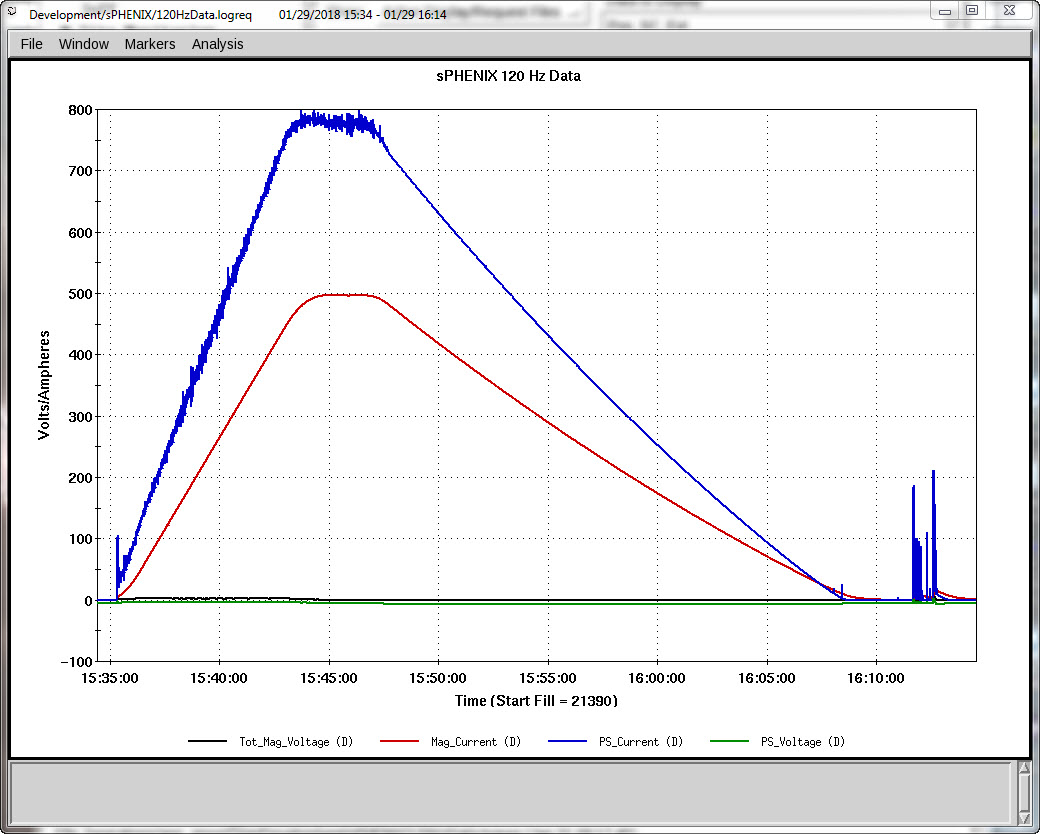 Development/sPHENIX/120HzData.logreq 01/29/2018 15:34 - 01/29 16:14
File Window Markers Analysis
sPHENIX 120 Hz Data
800
700
600
500
400
300
200
100
0
-100
Volts/Ampheres
15:35:00 15:40:00 15:45:00 15:50:00 15:55:00 16:00:00 16:05:00 16:10:00
Time (Start Fill = 21390)
Tot_Mag_Voltage (D) Mag_Current (D) PS_Current (D) PS_Voltage (D)